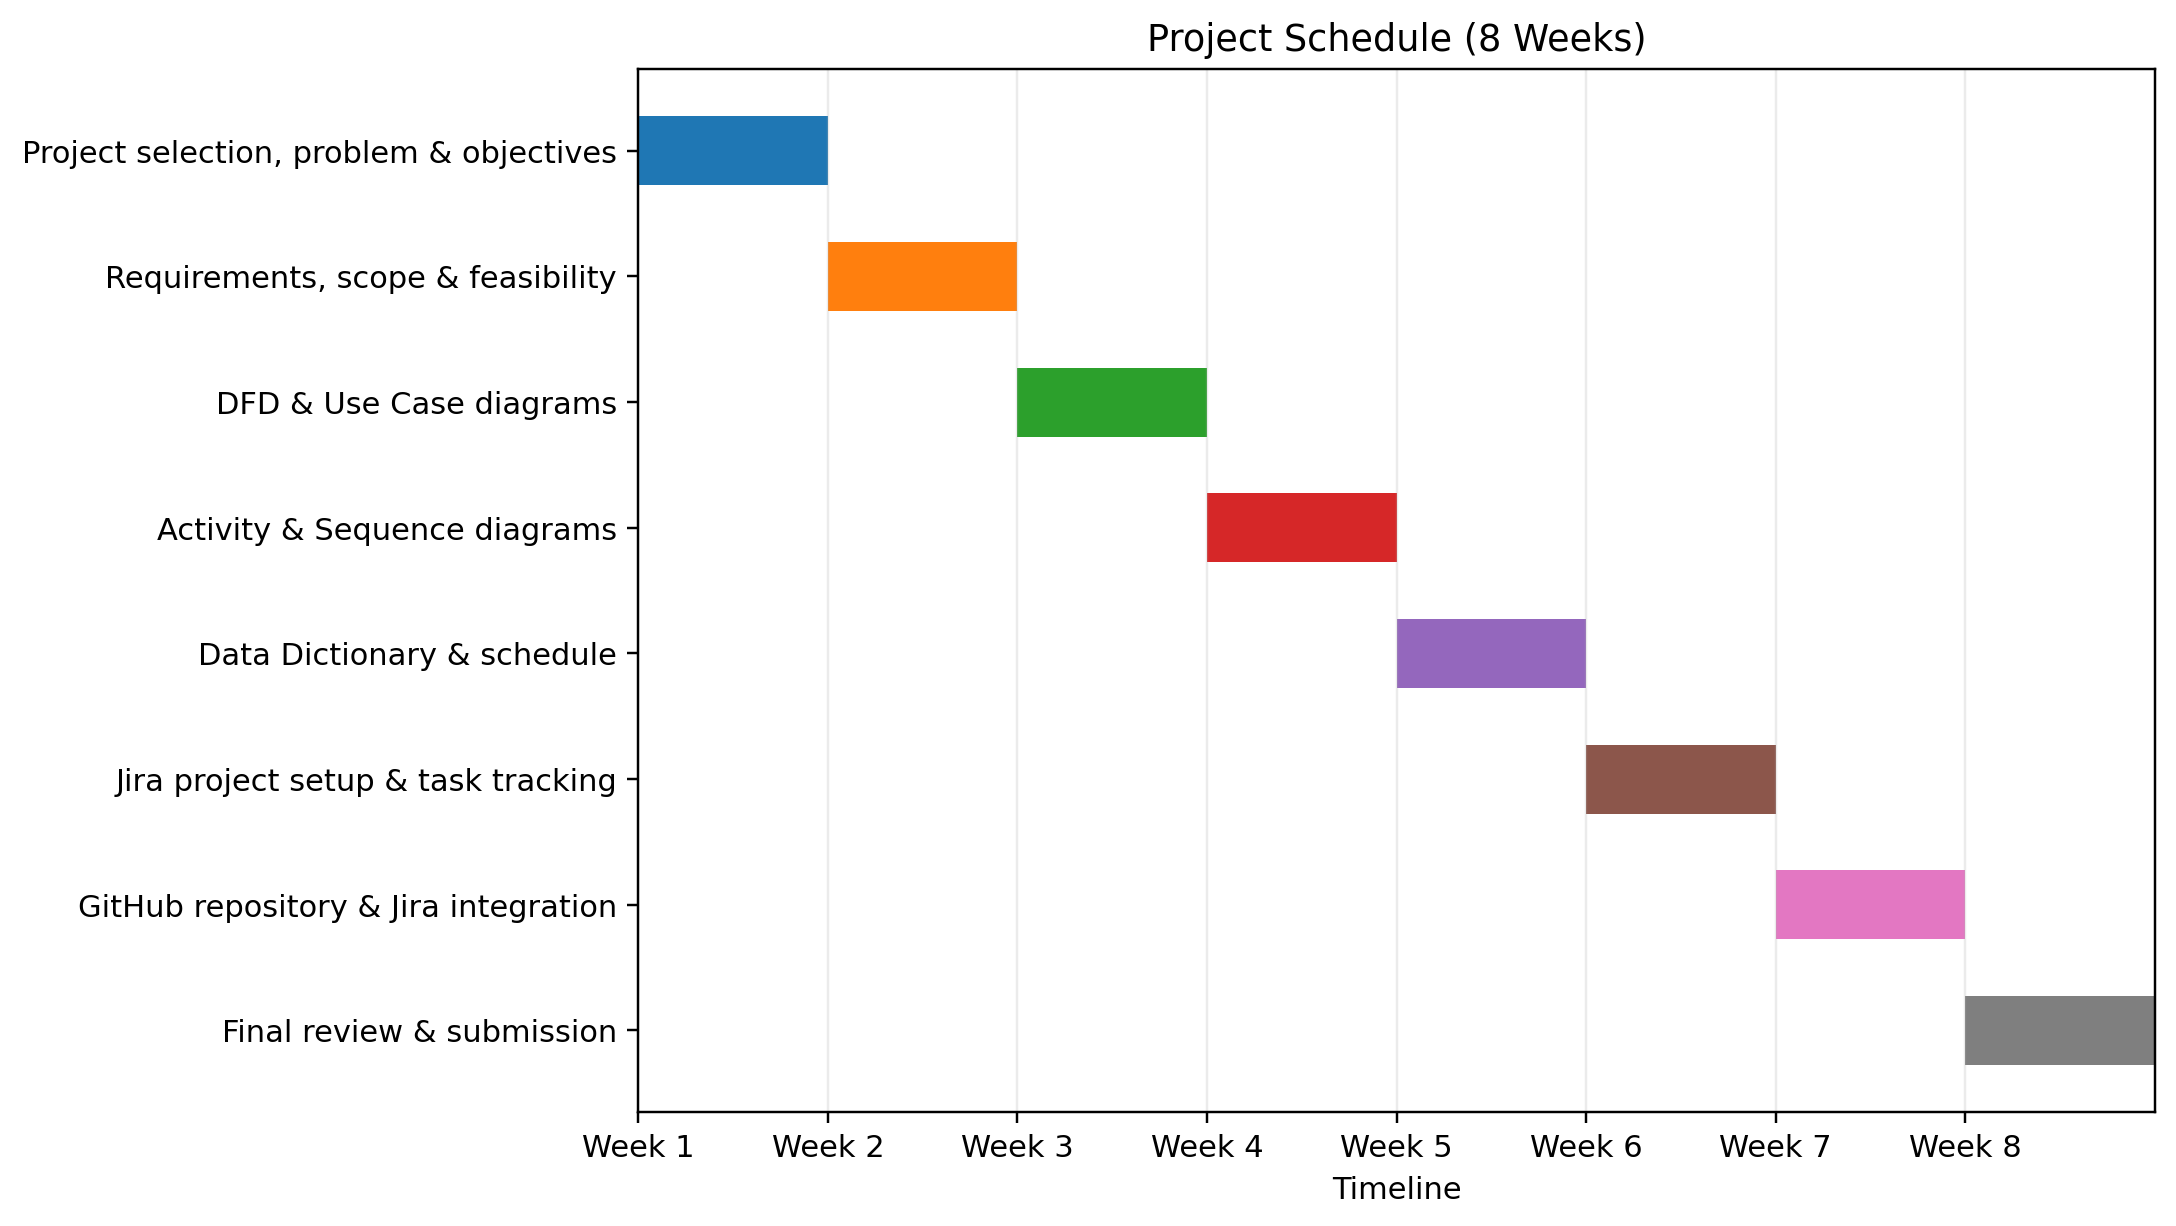 Project Schedule (8 Weeks)
Project selection, problem & objectives
Requirements, scope & feasibility
DFD & Use Case diagrams
Activity & Sequence diagrams
Data Dictionary & schedule
Jira project setup & task tracking
GitHub repository & Jira integration
Final review & submission
Week 1 Week 2 Week 3 Week 4 Week 5 Week 6 Week 7 Week 8
Timeline